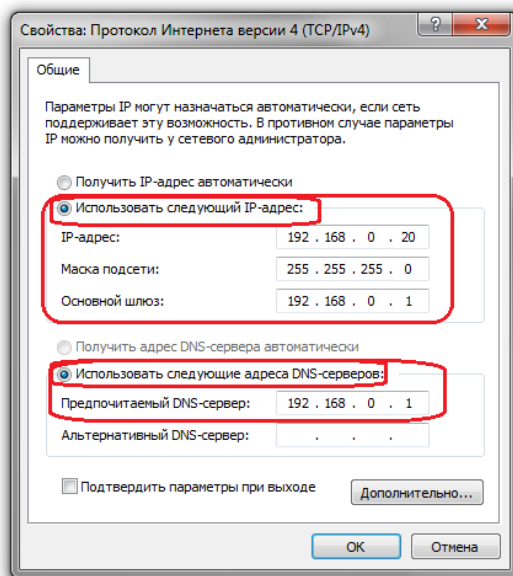 Свойства: Протокол Интернета версии 4 (TCP/IPv4)
?
Общие
Параметры IP могут назначаться автоматически, если сеть
поддерживает эту возможность. В противном случае параметры
IP можно получить у сетевого администратора.
Получить IP-адрес автоматически
Использовать следующий IP-адрес:
IP-адрес: 192 . 168 . 0 . 20
Маска подсети: 255 . 255 . 255 . 0
Основной шлюз: 192 . 168 . 0 . 1
Получить адрес DNS-сервера автоматически
Использовать следующие адреса DNS-серверов:
Предпочитаемый DNS-сервер: 192 . 168 . 0 . 1
Альтернативный DNS-сервер: . . .
Подтвердить параметры при выходе
Дополнительно...
OK Отмена